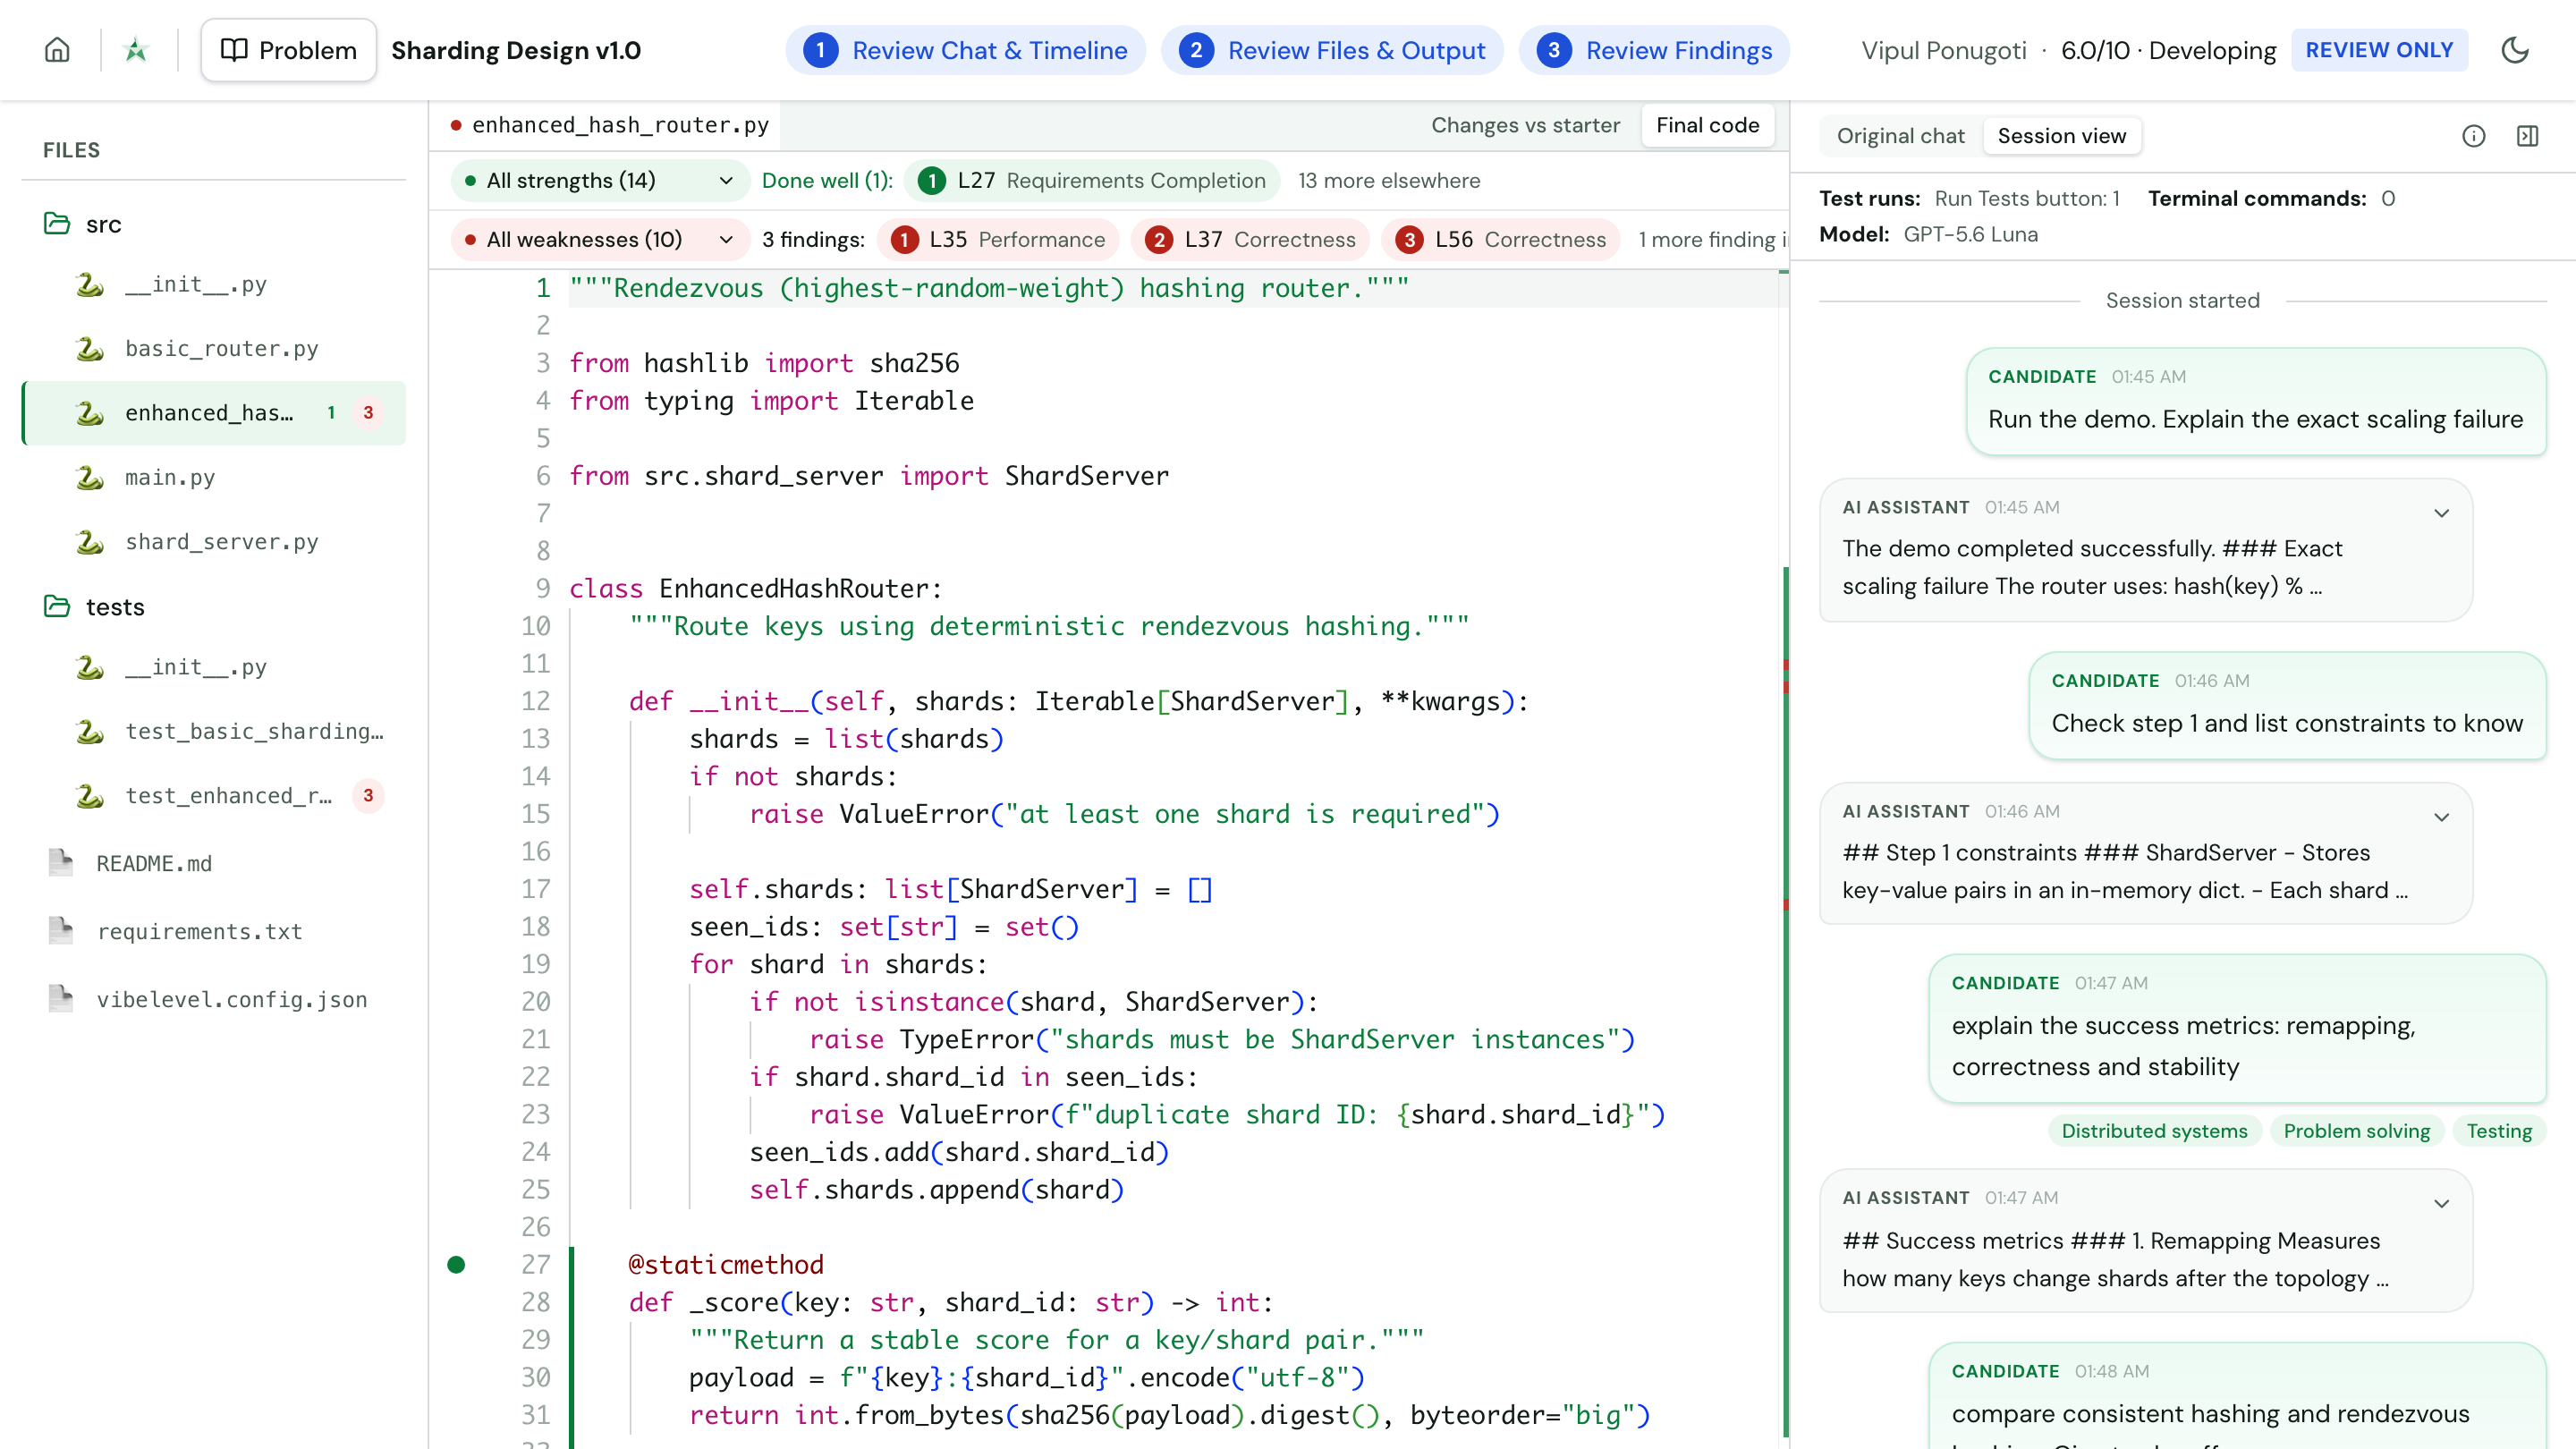 Problem
Sharding Design v1.0
1 Review Chat & Timeline
2 Review Files & Output
3 Review Findings
Vipul Ponugoti · 6.0/10 · Developing
REVIEW ONLY
FILES
src
__init__.py
basic_router.py
enhanced_has… 1 3
main.py
shard_server.py
tests
__init__.py
test_basic_sharding…
test_enhanced_r… 3
README.md
requirements.txt
vibelevel.config.json
enhanced_hash_router.py
Changes vs starter
Final code
All strengths (14)
Done well (1): 1 L27 Requirements Completion 13 more elsewhere
All weaknesses (10)
3 findings: 1 L35 Performance 2 L37 Correctness 3 L56 Correctness 1 more finding
1 """Rendezvous (highest-random-weight) hashing router."""
2
3 from hashlib import sha256
4 from typing import Iterable
5
6 from src.shard_server import ShardServer
7
8
9 class EnhancedHashRouter:
10 """Route keys using deterministic rendezvous hashing."""
11
12 def __init__(self, shards: Iterable[ShardServer], **kwargs):
13 shards = list(shards)
14 if not shards:
15 raise ValueError("at least one shard is required")
16
17 self.shards: list[ShardServer] = []
18 seen_ids: set[str] = set()
19 for shard in shards:
20 if not isinstance(shard, ShardServer):
21 raise TypeError("shards must be ShardServer instances")
22 if shard.shard_id in seen_ids:
23 raise ValueError(f"duplicate shard ID: {shard.shard_id}")
24 seen_ids.add(shard.shard_id)
25 self.shards.append(shard)
26
27 @staticmethod
28 def _score(key: str, shard_id: str) -> int:
29 """Return a stable score for a key/shard pair."""
30 payload = f"{key}:{shard_id}".encode("utf-8")
31 return int.from_bytes(sha256(payload).digest(), byteorder="big")
Original chat
Session view
Test runs: Run Tests button: 1 Terminal commands: 0
Model: GPT-5.6 Luna
Session started
CANDIDATE 01:45 AM
Run the demo. Explain the exact scaling failure
AI ASSISTANT 01:45 AM
The demo completed successfully. ### Exact
scaling failure The router uses: hash(key) % …
CANDIDATE 01:46 AM
Check step 1 and list constraints to know
AI ASSISTANT 01:46 AM
## Step 1 constraints ### ShardServer - Stores
key-value pairs in an in-memory dict. - Each shard …
CANDIDATE 01:47 AM
explain the success metrics: remapping,
correctness and stability
Distributed systems
Problem solving
Testing
AI ASSISTANT 01:47 AM
## Success metrics ### 1. Remapping Measures
how many keys change shards after the topology …
CANDIDATE 01:48 AM
compare consistent hashing and rendezvous